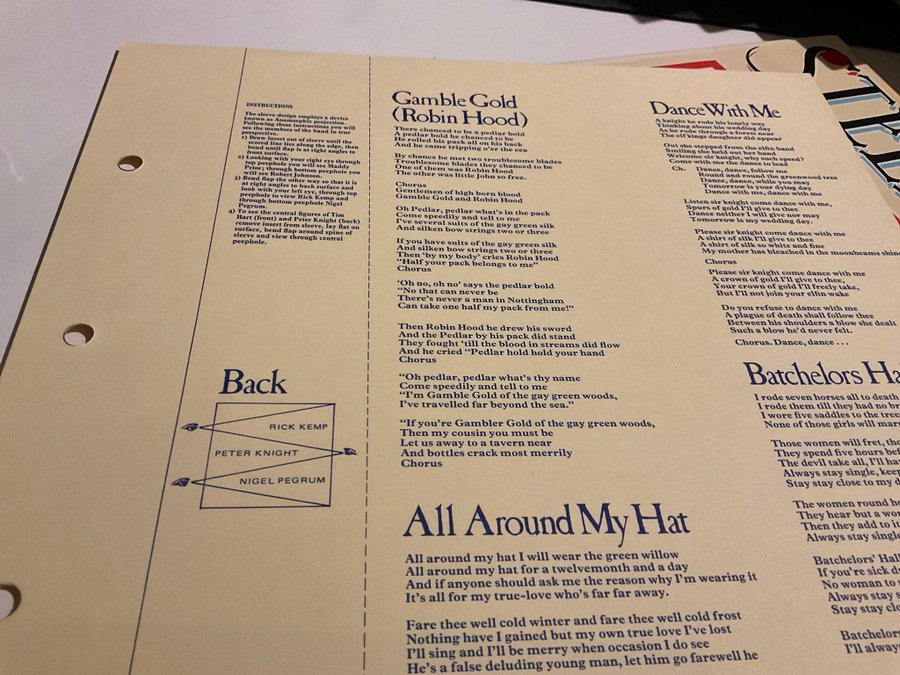 INSTRUCTIONS
The sleeve design employs a device
known as Anamorphic projection.
Following these instructions you will
see the members of the band in true
perspective.
1) Draw insert out of sleeve until the
scored line lies along the edge, then
bend until flap is at right angles to
front surface.
2) Looking with your right eye through
top peephole you will see Maddy
Prior; through bottom peephole you
will see Robert Johnson.
3) Bend flap the other way so that it is
at right angles to back surface and
look with your left eye, through top
peephole to view Rick Kemp and
through bottom peephole Nigel
Pegrum.
4) To see the central figures of Tim
Hart (front) and Peter Knight (back)
remove insert from sleeve, lay flat on
surface, bend flap around spine of
sleeve and view through central
peephole.
Back
RICK KEMP
PETER KNIGHT
NIGEL PEGRUM
Gamble Gold
(Robin Hood)
There chanced to be a pedlar bold
A pedlar bold he chanced to be
He rolled his pack all on his back
And he came tripping o'er the lea
By chance he met two troublesome blades
Troublesome blades they chanced to be
One of them was Robin Hood
The other was little John so free.
Chorus
Gentlemen of high born blood
Gamble Gold and Robin Hood
Oh Pedlar, pedlar what's in the pack
Come speedily and tell to me
I've several suits of the gay green silk
And silken bow strings two or three
If you have suits of the gay green silk
And silken bow strings two or three
Then 'by my body' cries Robin Hood
"Half your pack belongs to me"
Chorus
'Oh no, oh no' says the pedlar bold
"No that can never be
There's never a man in Nottingham
Can take one half my pack from me!"
Then Robin Hood he drew his sword
And the Pedlar by his pack did stand
They fought 'till the blood in streams did flow
And he cried "Pedlar hold hold your hand
Chorus
"Oh pedlar, pedlar what's thy name
Come speedily and tell to me
"I'm Gamble Gold of the gay green woods,
I've travelled far beyond the sea."
"If you're Gambler Gold of the gay green woods,
Then my cousin you must be
Let us away to a tavern near
And bottles crack most merrily
Chorus
All Around My Hat
All around my hat I will wear the green willow
All around my hat for a twelvemonth and a day
And if anyone should ask me the reason why I'm wearing it
It's all for my true-love who's far far away.
Fare thee well cold winter and fare thee well cold frost
Nothing have I gained but my own true love I've lost
I'll sing and I'll be merry when occasion I do see
He's a false deluding young man, let him go farewell he
Dance With Me
A knight he rode his lonely way
Thinking about his wedding day
As he rode through a forest near
The elf kings daughter did appear
Out she stepped from the elfin band
Smiling she held out her hand
Welcome sir knight, why such speed?
Come with me the dance to lead
Ch. Dance, dance, follow me
Round and round the greenwood tree
Dance, dance, while you may
Tomorrow is your dying day
Dance with me, dance with me
Listen sir knight come dance with me,
Spurs of gold I'll give to thee
Dance neither I will give nor may
Tomorrow is my wedding day.
Please sir knight come dance with me
A shirt of silk I'll give to thee
A shirt of silk so white and fine
My mother has bleached in the moonbeams shine
Chorus
Please sir knight come dance with me
A crown of gold I'll give to thee,
Your crown of gold I'll freely take,
But I'll not join your elfin wake
Do you refuse to dance with me
A plague of death shall follow thee
Between his shoulders a blow she dealt
Such a blow he'd never felt.
Chorus. Dance, dance . . .
Batchelors Ha
I rode seven horses all to death
I rode them till they had no br
I wore five saddles to the tree
None of those girls will marr
Those women will fret, the
They spend five hours bef
The devil take all, I'll ha
Always stay single, keep
Stay stay close to my d
The women round he
They hear but a wor
Then they add to it
Always stay single
Batchelors' Hall
If you're sick d
No woman to s
Always stay s
Stay stay clo
Batchelor
I'll alway